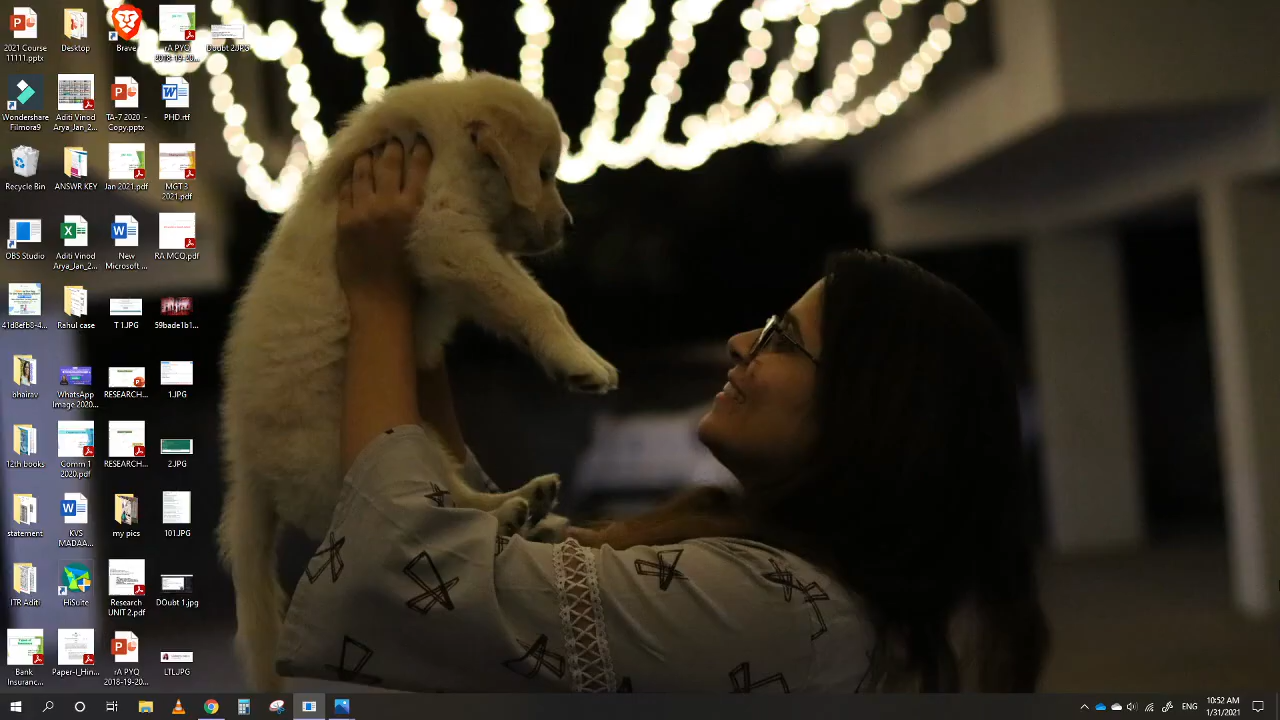 2021 Course
11111.pptx
Desktop
Brave
rA PYQ
2018-19-20...
Doubt 2.JPG
Wondershare
Filmora9
Aditi Vinod
Arya_Jan_2...
TA-7.2020 -
Copy.pptx
PHD.rtf
Recycle Bin
ANSWR KEY
Jan 2021.pdf
MGT3
2021.pdf
OBS Studio
Aditi Vinod
Arya_2...
New
Microsoft ...
RA MCQ.pdf
Rahul case
T 1.JPG
59bade1b1...
bhairav
WhatsApp
Image 2020...
RESEARCH...
1.JPG
12th books
Comm 1
2020.pdf
RESEARCH...
2.JPG
statement
KVS
MADAA...
my pics
101.JPG
ITR Aditi
HiSuite
Research
UNIT 2.pdf
DOubt 1.jpg
Bank
Insuranc...
Paper-I_Hin...
rA PYQ
2018-19-20...
LTL.JPG
ENG
10:52 AM
1/31/2021